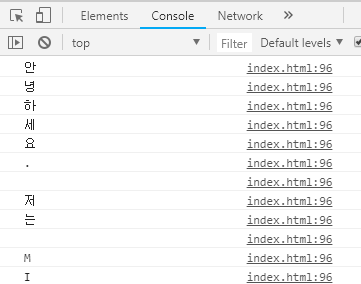 Elements Console Network »
top ▼ Filter Default levels ▼
안 index.html:96
녕 index.html:96
하 index.html:96
세 index.html:96
요 index.html:96
. index.html:96
index.html:96
저 index.html:96
는 index.html:96
index.html:96
M index.html:96
I index.html:96